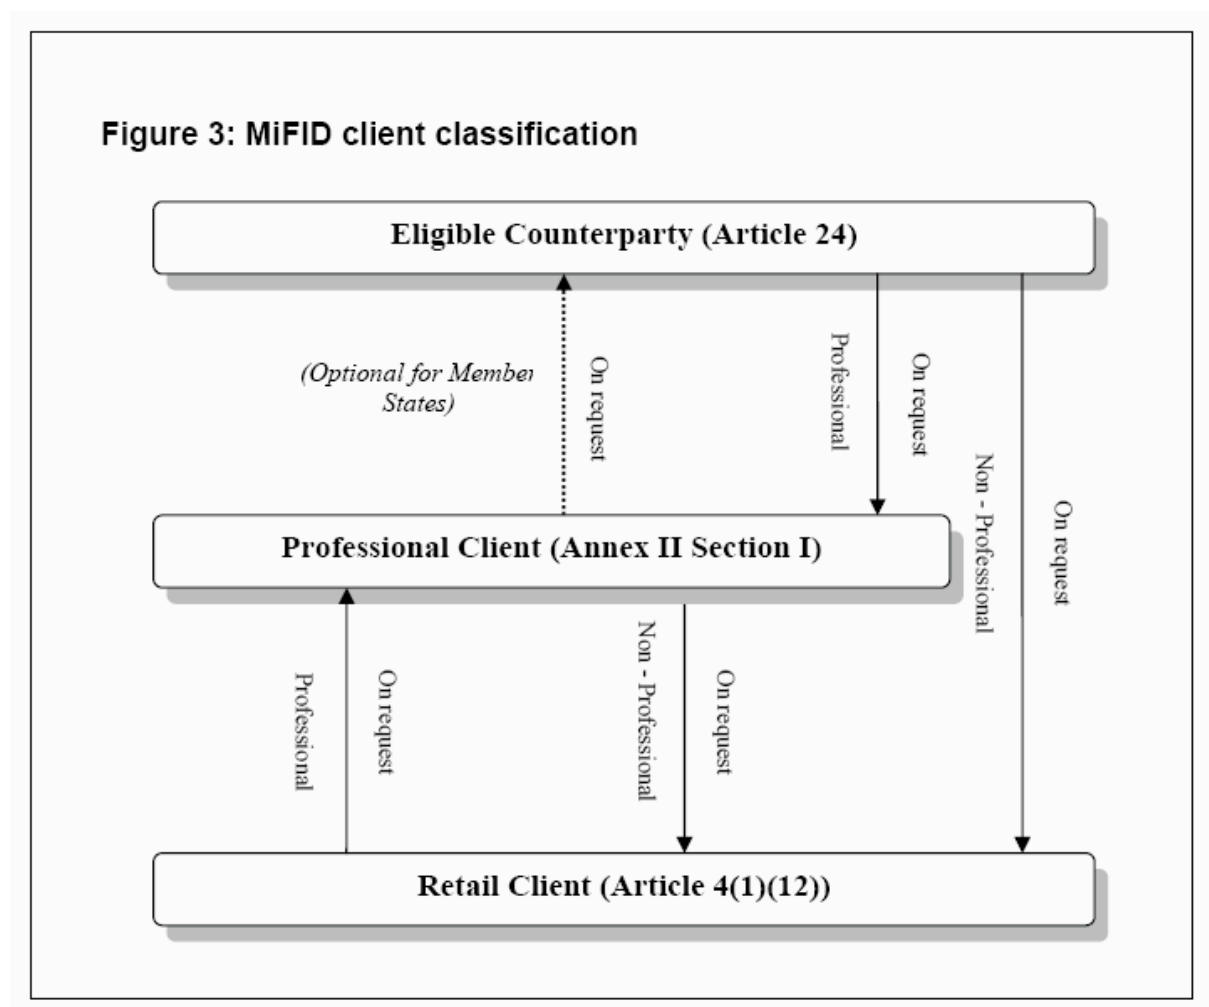 Figure 3: MiFID client classification
Eligible Counterparty (Article 24)
(Optional for Member
States)
On request
Professional
On request
Non - Professional
On request
Professional Client (Annex II Section I)
Professional
On request
Non - Professional
On request
Retail Client (Article 4(1)(12))